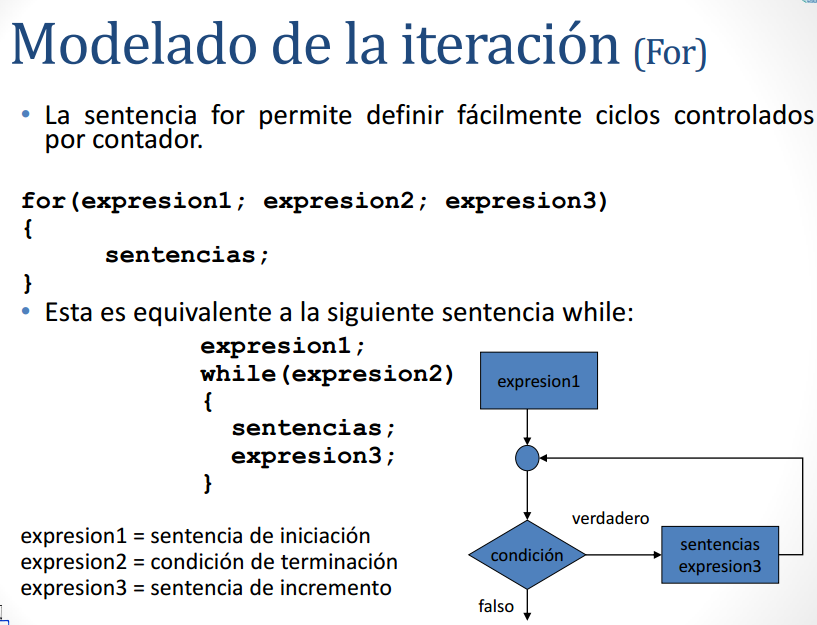 Modelado de la iteración (For)
• La sentencia for permite definir fácilmente ciclos controlados
por contador.
for(expresion1; expresion2; expresion3)
{
sentencias;
}
• Esta es equivalente a la siguiente sentencia while:
expresion1;
while(expresion2)
{
sentencias;
expresion3;
}
expresion1 = sentencia de iniciación
expresion2 = condición de terminación
expresion3 = sentencia de incremento
expresion1
condición
verdadero
sentencias
expresion3
falso